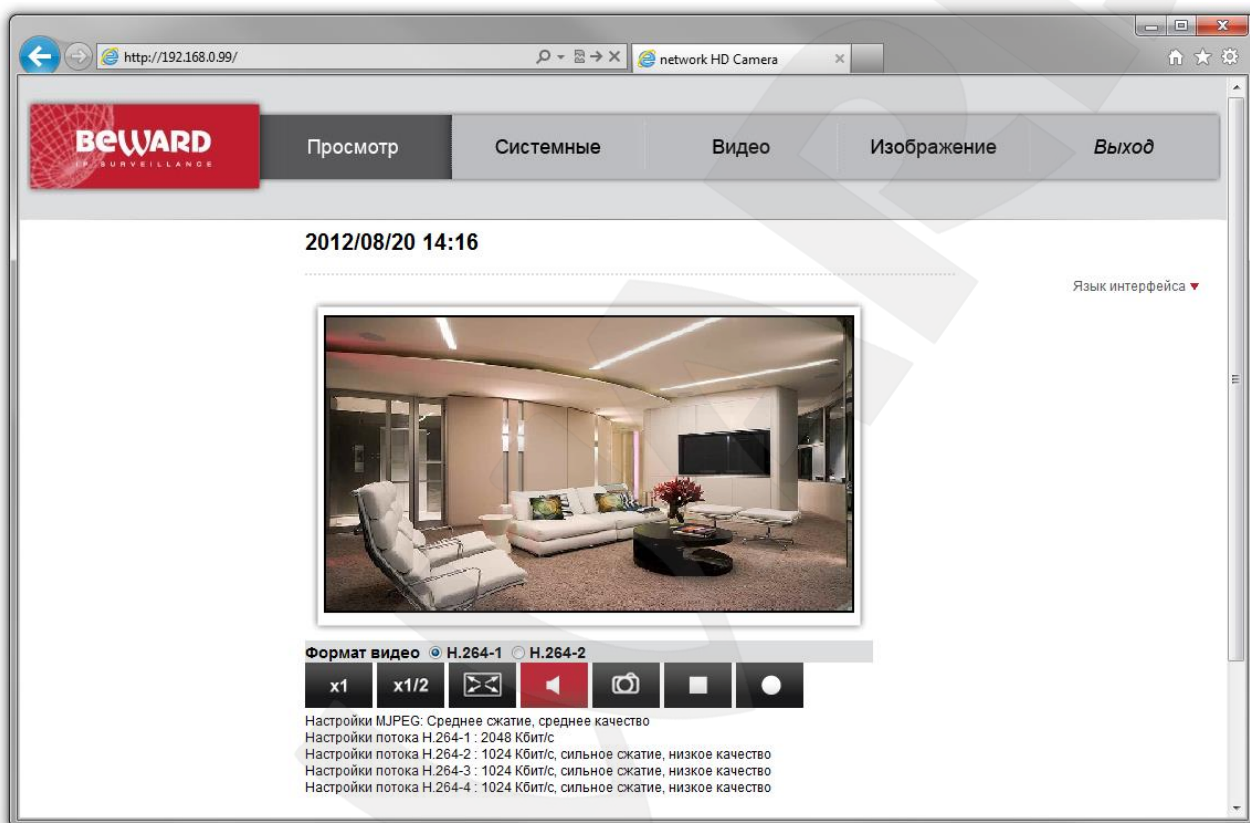 http://192.168.0.99/
network HD Camera
BEWARD
IP SURVEILLANCE
Просмотр
Системные
Видео
Изображение
Выход
2012/08/20 14:16
Язык интерфейса
Формат видео H.264-1 H.264-2
x1
x1/2
Настройки MJPEG: Среднее сжатие, среднее качество
Настройки потока H.264-1 : 2048 Кбит/с
Настройки потока H.264-2 : 1024 Кбит/с, сильное сжатие, низкое качество
Настройки потока H.264-3 : 1024 Кбит/с, сильное сжатие, низкое качество
Настройки потока H.264-4 : 1024 Кбит/с, сильное сжатие, низкое качество